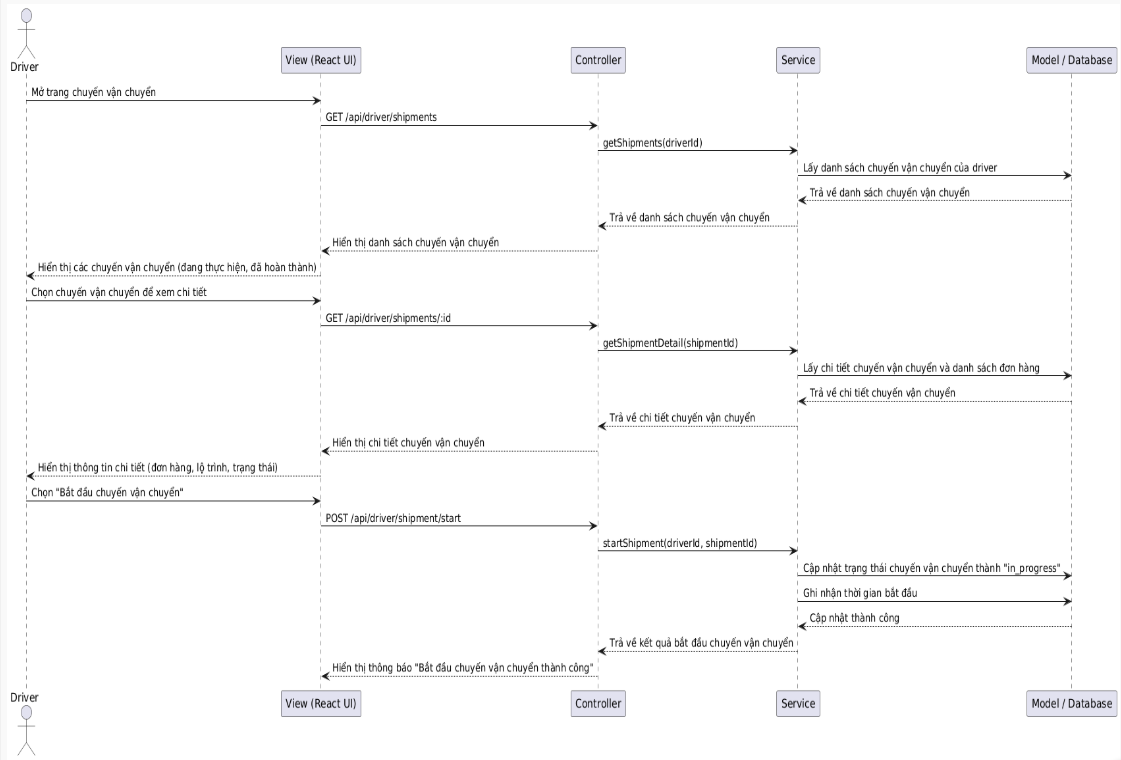 Driver
View (React UI)
Controller
Service
Model / Database
Mở trang chuyến vận chuyển
GET /api/driver/shipments
getShipments(driverId)
Lấy danh sách chuyến vận chuyển của driver
Trả về danh sách chuyến vận chuyển
Trả về danh sách chuyến vận chuyển
Hiển thị danh sách chuyến vận chuyển
Hiển thị các chuyến vận chuyển (đang thực hiện, đã hoàn thành)
Chọn chuyến vận chuyển để xem chi tiết
GET /api/driver/shipments/:id
getShipmentDetail(shipmentId)
Lấy chi tiết chuyến vận chuyển và danh sách đơn hàng
Trả về chi tiết chuyến vận chuyển
Trả về chi tiết chuyến vận chuyển
Hiển thị chi tiết chuyến vận chuyển
Hiển thị thông tin chi tiết (đơn hàng, lộ trình, trạng thái)
Chọn "Bắt đầu chuyến vận chuyển"
POST /api/driver/shipment/start
startShipment(driverId, shipmentId)
Cập nhật trạng thái chuyến vận chuyển thành "in_progress"
Ghi nhận thời gian bắt đầu
Cập nhật thành công
Trả về kết quả bắt đầu chuyến vận chuyển
Hiển thị thông báo "Bắt đầu chuyến vận chuyển thành công"
Driver
View (React UI)
Controller
Service
Model / Database